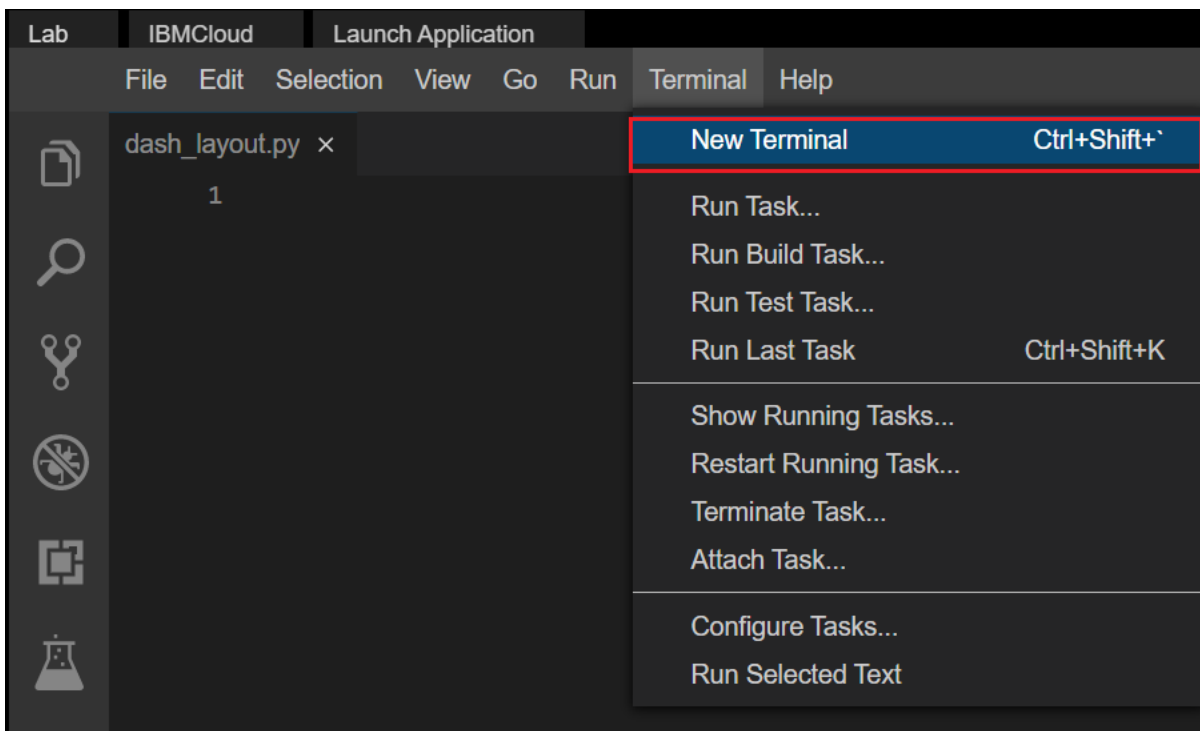 Lab IBMCloud Launch Application
File Edit Selection View Go Run Terminal Help
dash_layout.py ×
1
New Terminal Ctrl+Shift+`
Run Task...
Run Build Task...
Run Test Task...
Run Last Task Ctrl+Shift+K
Show Running Tasks...
Restart Running Task...
Terminate Task...
Attach Task...
Configure Tasks...
Run Selected Text